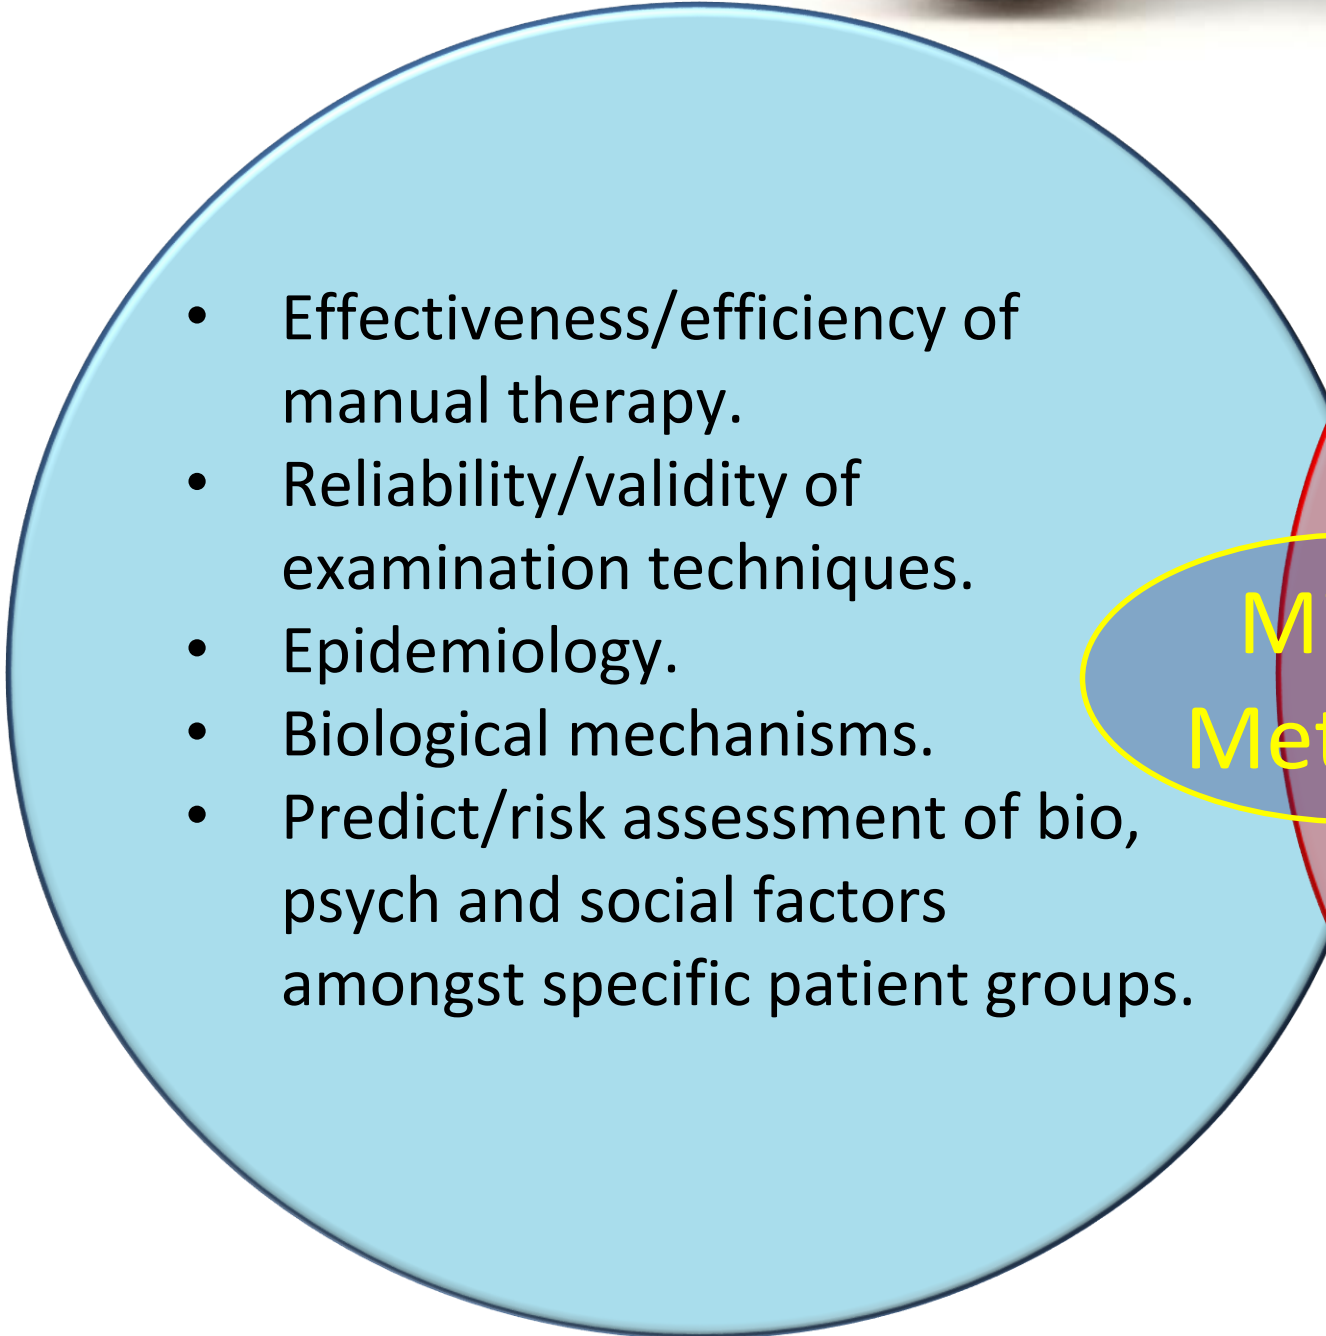 • Effectiveness/efficiency of
manual therapy.
• Reliability/validity of
examination techniques.
• Epidemiology.
• Biological mechanisms.
• Predict/risk assessment of bio,
psych and social factors
amongst specific patient groups.